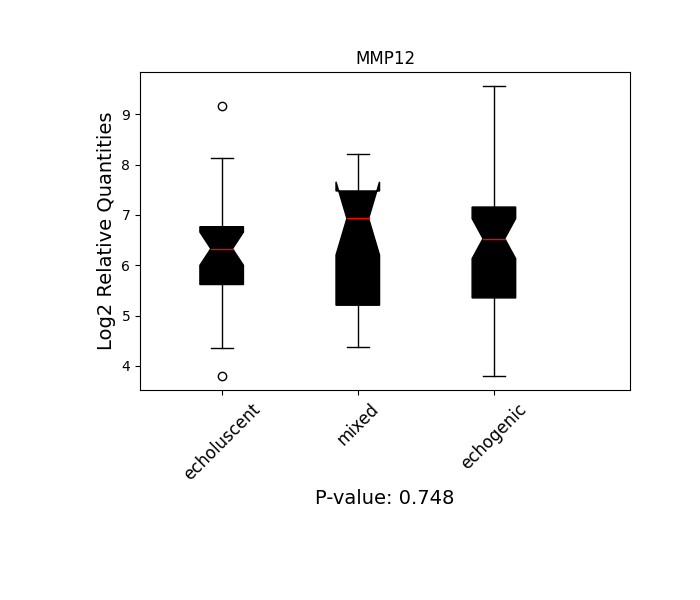 MMP12
Log2 Relative Quantities
9
8
7
6
5
4
echoluscent
mixed
echogenic
P-value: 0.748